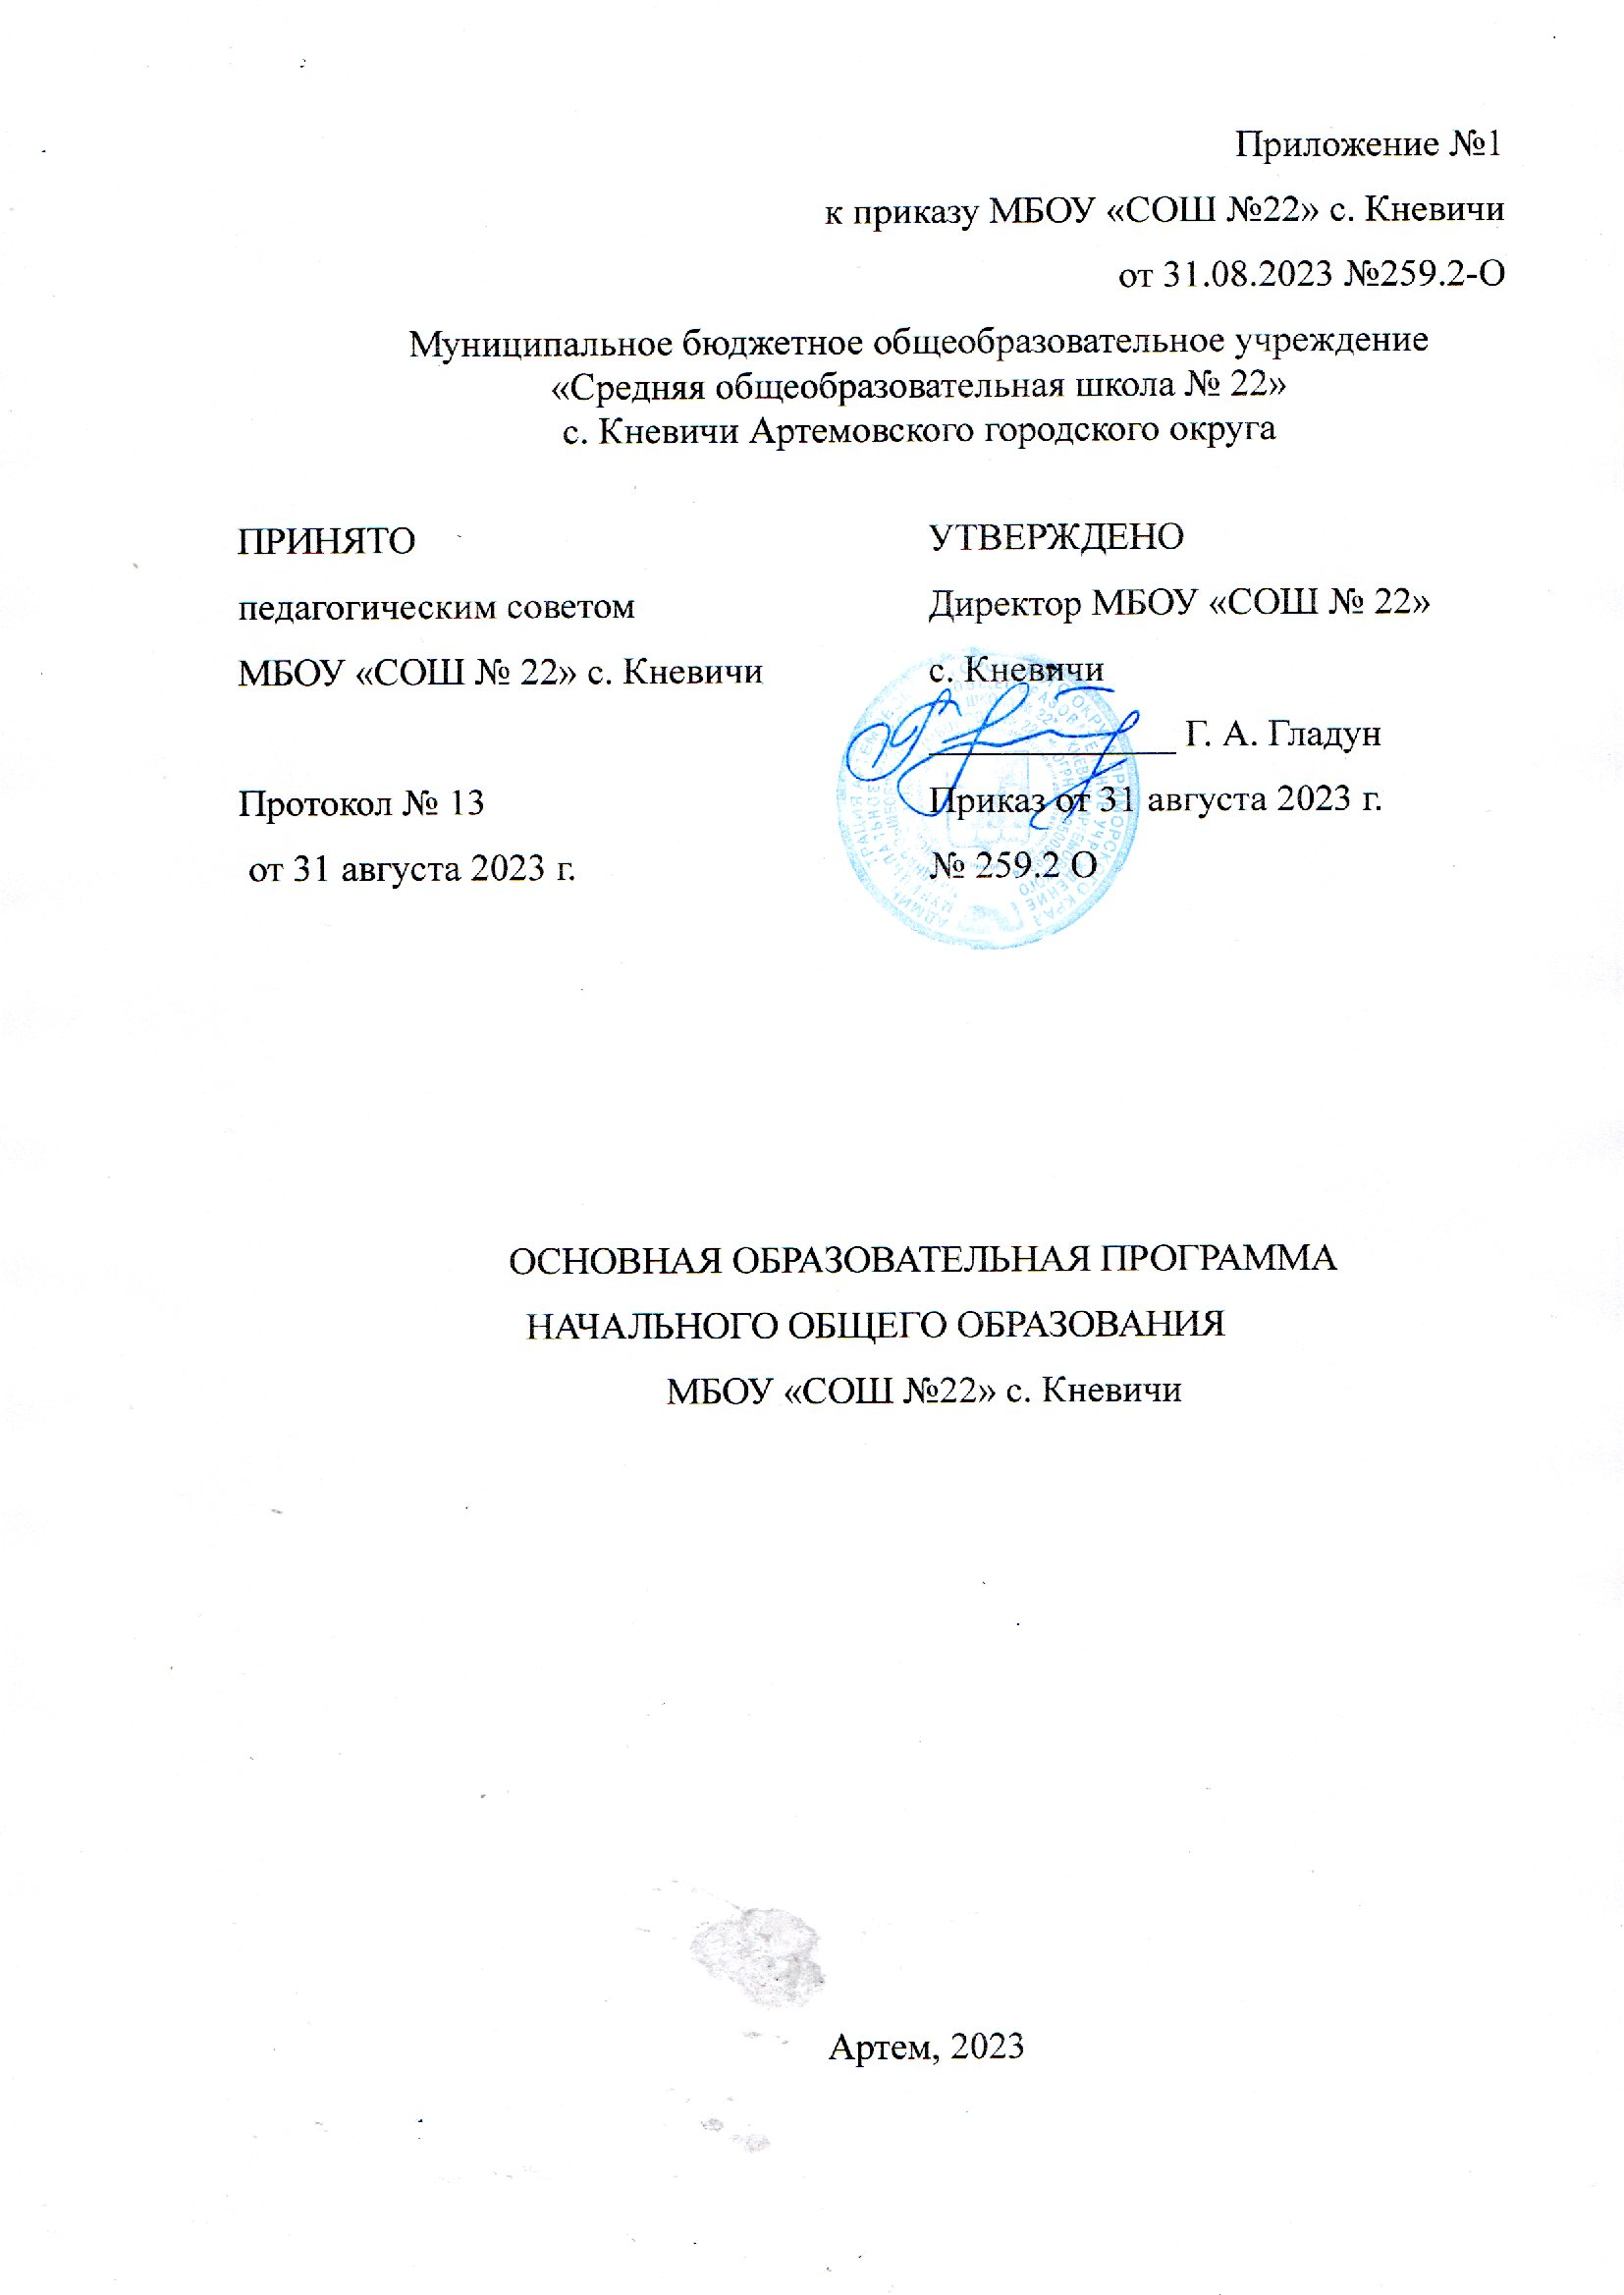 Приложение №1
к приказу МБОУ «СОШ №22» с. Кневичи
от 31.08.2023 №259.2-О
Муниципальное бюджетное общеобразовательное учреждение
«Средняя общеобразовательная школа № 22»
с. Кневичи Артемовского городского округа
ПРИНЯТО
педагогическим советом
МБОУ «СОШ № 22» с. Кневичи
Протокол № 13
от 31 августа 2023 г.
УТВЕРЖДЕНО
Директор МБОУ «СОШ № 22»
с. Кневичи
_____________ Г. А. Гладун
Приказ от 31 августа 2023 г.
№ 259.2 О
ОСНОВНАЯ ОБРАЗОВАТЕЛЬНАЯ ПРОГРАММА
НАЧАЛЬНОГО ОБЩЕГО ОБРАЗОВАНИЯ
МБОУ «СОШ №22» с. Кневичи
Артем, 2023